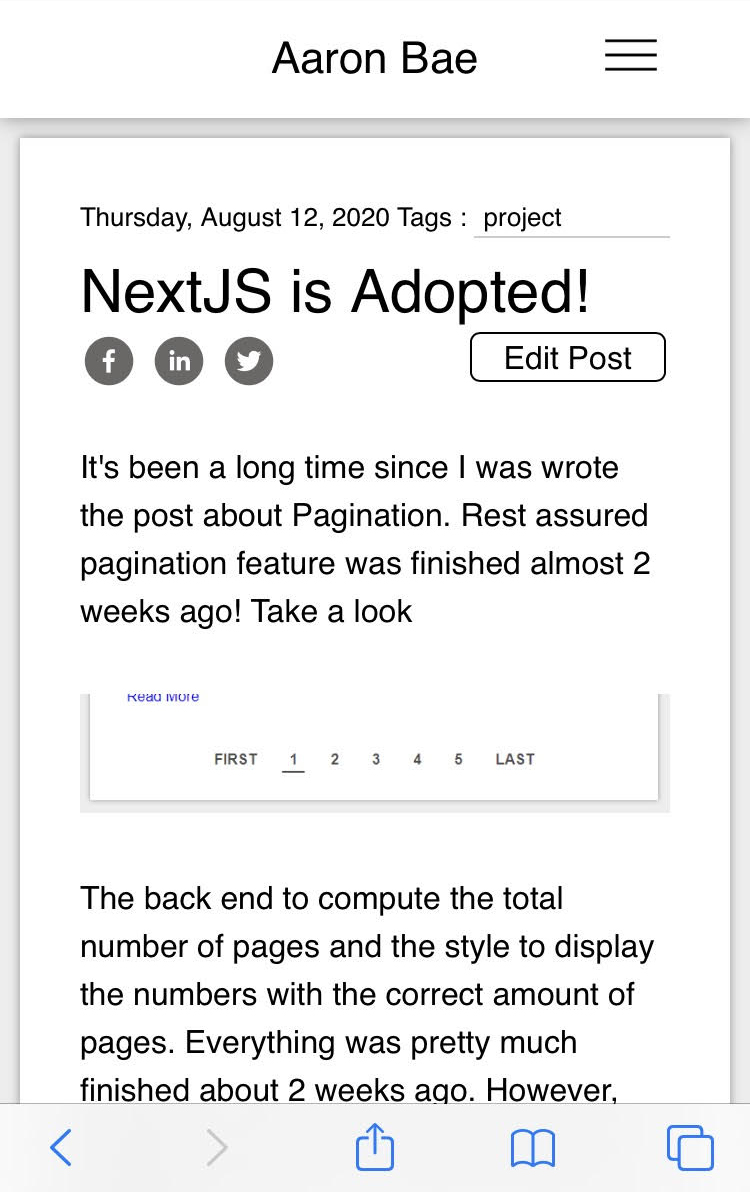 Aaron Bae
Thursday, August 12, 2020 Tags : project
NextJS is Adopted!
f in
Edit Post
It's been a long time since I was wrote
the post about Pagination. Rest assured
pagination feature was finished almost 2
weeks ago! Take a look
Read More
FIRST 1 2 3 4 5 LAST
The back end to compute the total
number of pages and the style to display
the numbers with the correct amount of
pages. Everything was pretty much
finished about 2 weeks ago. However,